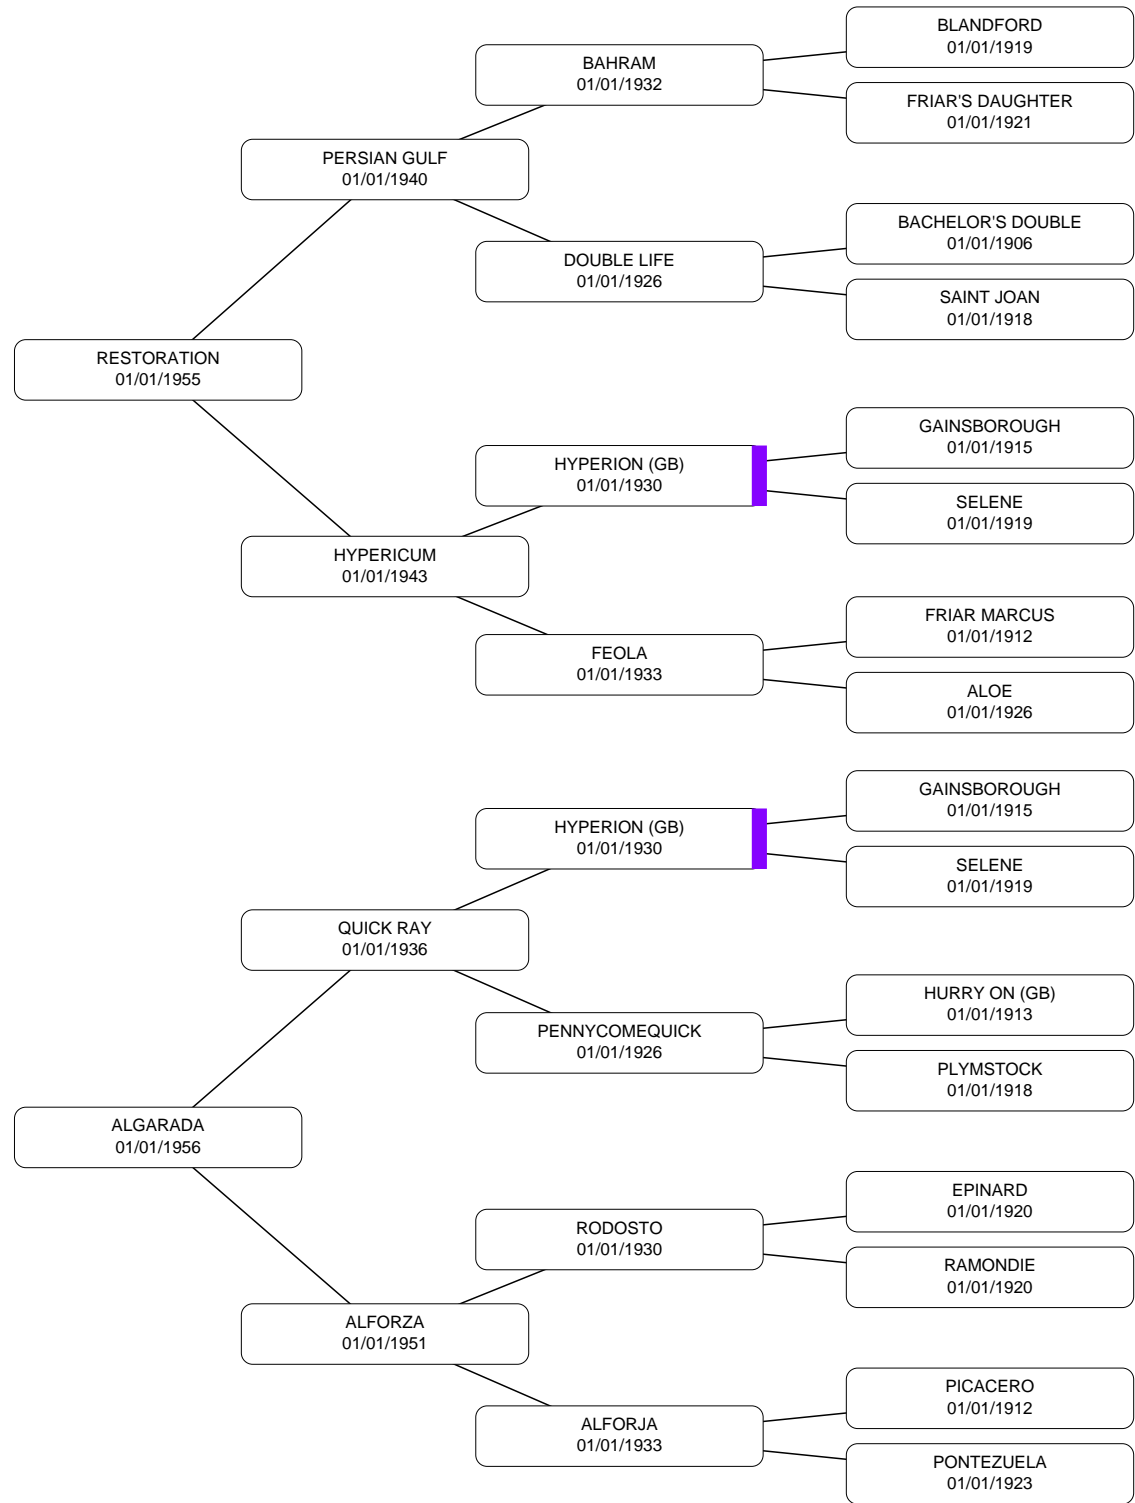 BLANDFORD
01/01/1919
BAHRAM
01/01/1932
FRIAR'S DAUGHTER
01/01/1921
PERSIAN GULF
01/01/1940
BACHELOR'S DOUBLE
01/01/1906
DOUBLE LIFE
01/01/1926
SAINT JOAN
01/01/1918
RESTORATION
01/01/1955
GAINSBOROUGH
01/01/1915
HYPERION (GB)
01/01/1930
SELENE
01/01/1919
HYPERICUM
01/01/1943
FRIAR MARCUS
01/01/1912
FEOLA
01/01/1933
ALOE
01/01/1926
GAINSBOROUGH
01/01/1915
HYPERION (GB)
01/01/1930
SELENE
01/01/1919
QUICK RAY
01/01/1936
HURRY ON (GB)
01/01/1913
PENNYCOMEQUICK
01/01/1926
PLYMSTOCK
01/01/1918
ALGARADA
01/01/1956
EPINARD
01/01/1920
RODOSTO
01/01/1930
RAMONDIE
01/01/1920
ALFORZA
01/01/1951
PICACERO
01/01/1912
ALFORJA
01/01/1933
PONTEZUELA
01/01/1923